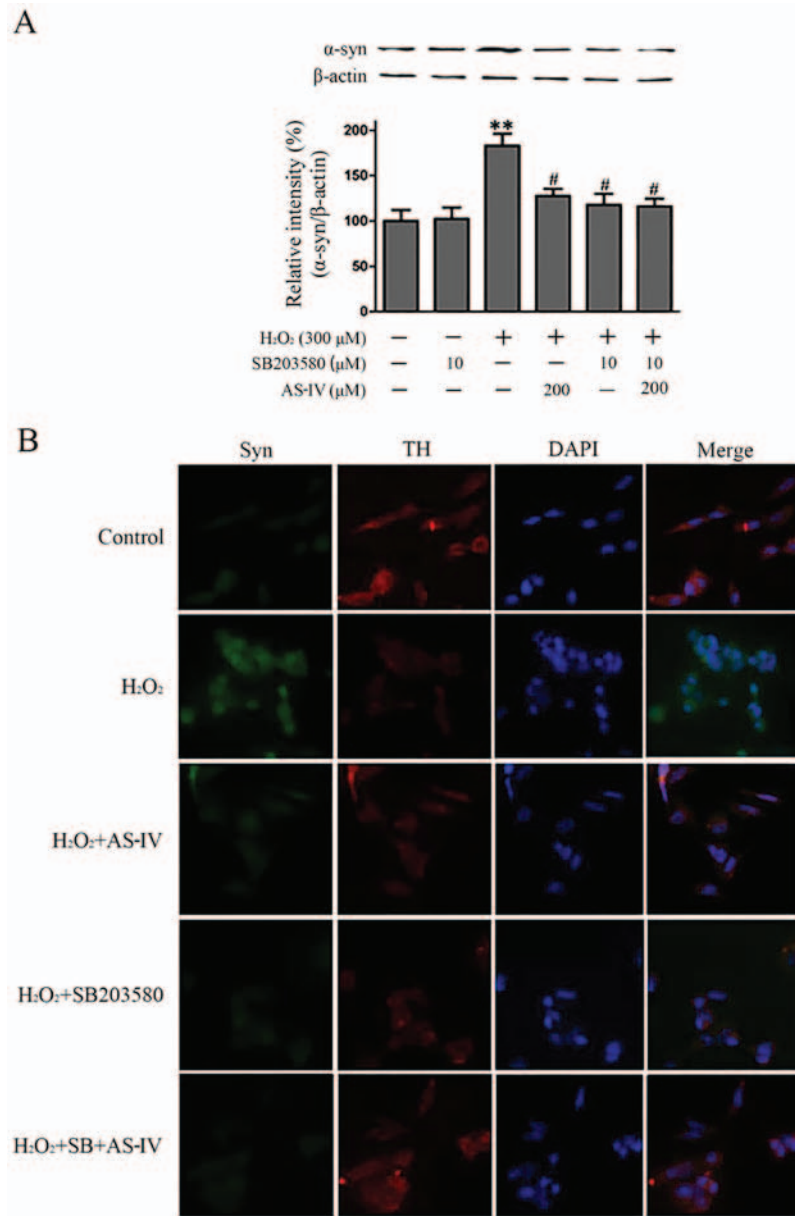 A
α-syn
β-actin
Relative intensity (%)
(α-syn/β-actin)
200
**
150
#
#
#
100
50
0
H₂O₂ (300 μM) − − + + + +
SB203580 (μM) − 10 − − 10 10
AS-IV (μM) − − − 200 − 200
B
Syn TH DAPI Merge
Control
H₂O₂
H₂O₂+AS-IV
H₂O₂+SB203580
H₂O₂+SB+AS-IV